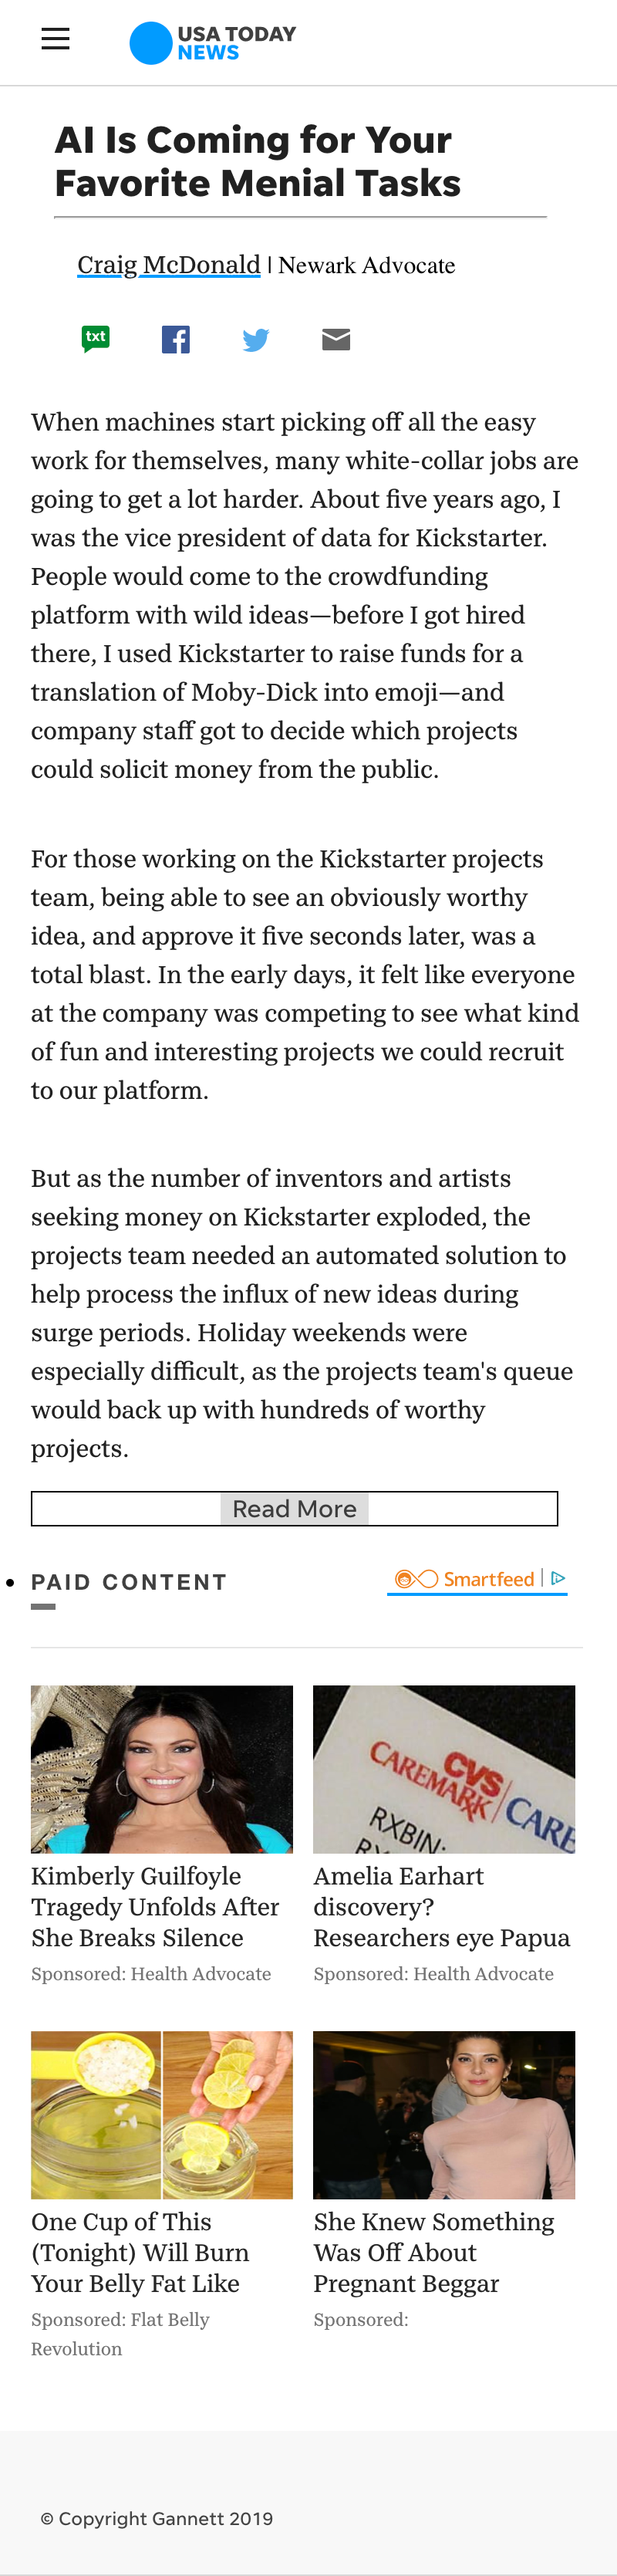 USA TODAY
NEWS
AI Is Coming for Your
Favorite Menial Tasks
Craig McDonald | Newark Advocate
txt
When machines start picking off all the easy
work for themselves, many white-collar jobs are
going to get a lot harder. About five years ago, I
was the vice president of data for Kickstarter.
People would come to the crowdfunding
platform with wild ideas—before I got hired
there, I used Kickstarter to raise funds for a
translation of Moby-Dick into emoji—and
company staff got to decide which projects
could solicit money from the public.
For those working on the Kickstarter projects
team, being able to see an obviously worthy
idea, and approve it five seconds later, was a
total blast. In the early days, it felt like everyone
at the company was competing to see what kind
of fun and interesting projects we could recruit
to our platform.
But as the number of inventors and artists
seeking money on Kickstarter exploded, the
projects team needed an automated solution to
help process the influx of new ideas during
surge periods. Holiday weekends were
especially difficult, as the projects team's queue
would back up with hundreds of worthy
projects.
Read More
PAID CONTENT
Smartfeed |
CVS
CAREMARK | CARE
RXBIN:
Kimberly Guilfoyle
Tragedy Unfolds After
She Breaks Silence
Sponsored: Health Advocate
Amelia Earhart
discovery?
Researchers eye Papua
Sponsored: Health Advocate
One Cup of This
(Tonight) Will Burn
Your Belly Fat Like
Sponsored: Flat Belly
Revolution
She Knew Something
Was Off About
Pregnant Beggar
Sponsored:
© Copyright Gannett 2019